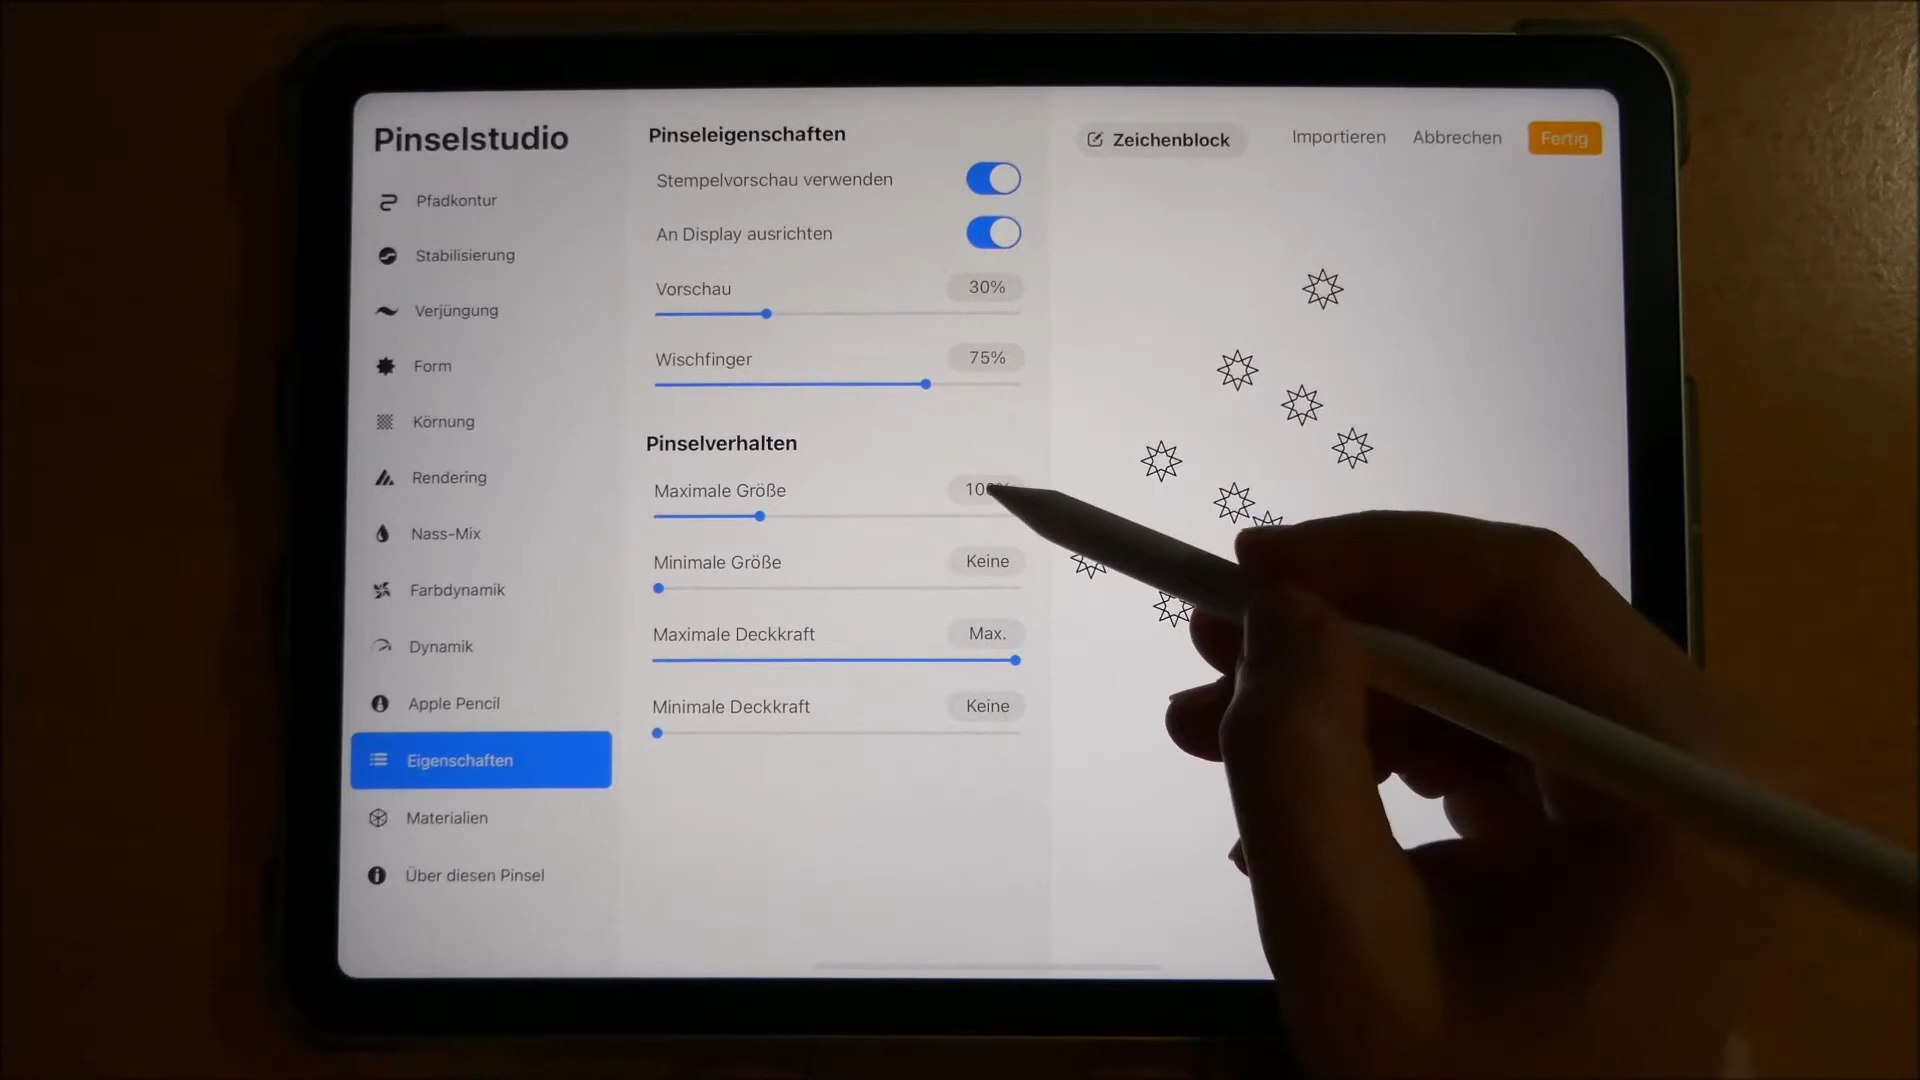 Pinselstudio
Pfadkontur
Stabilisierung
Verjüngung
Form
Körnung
Rendering
Nass-Mix
Farbdynamik
Dynamik
Apple Pencil
Eigenschaften
Materialien
Über diesen Pinsel
Pinseleigenschaften
Stempelvorschau verwenden
An Display ausrichten
Vorschau 30%
Wischfinger 75%
Pinselverhalten
Maximale Größe
Minimale Größe Keine
Maximale Deckkraft Max.
Minimale Deckkraft Keine
Zeichenblock Importieren Abbrechen Fertig